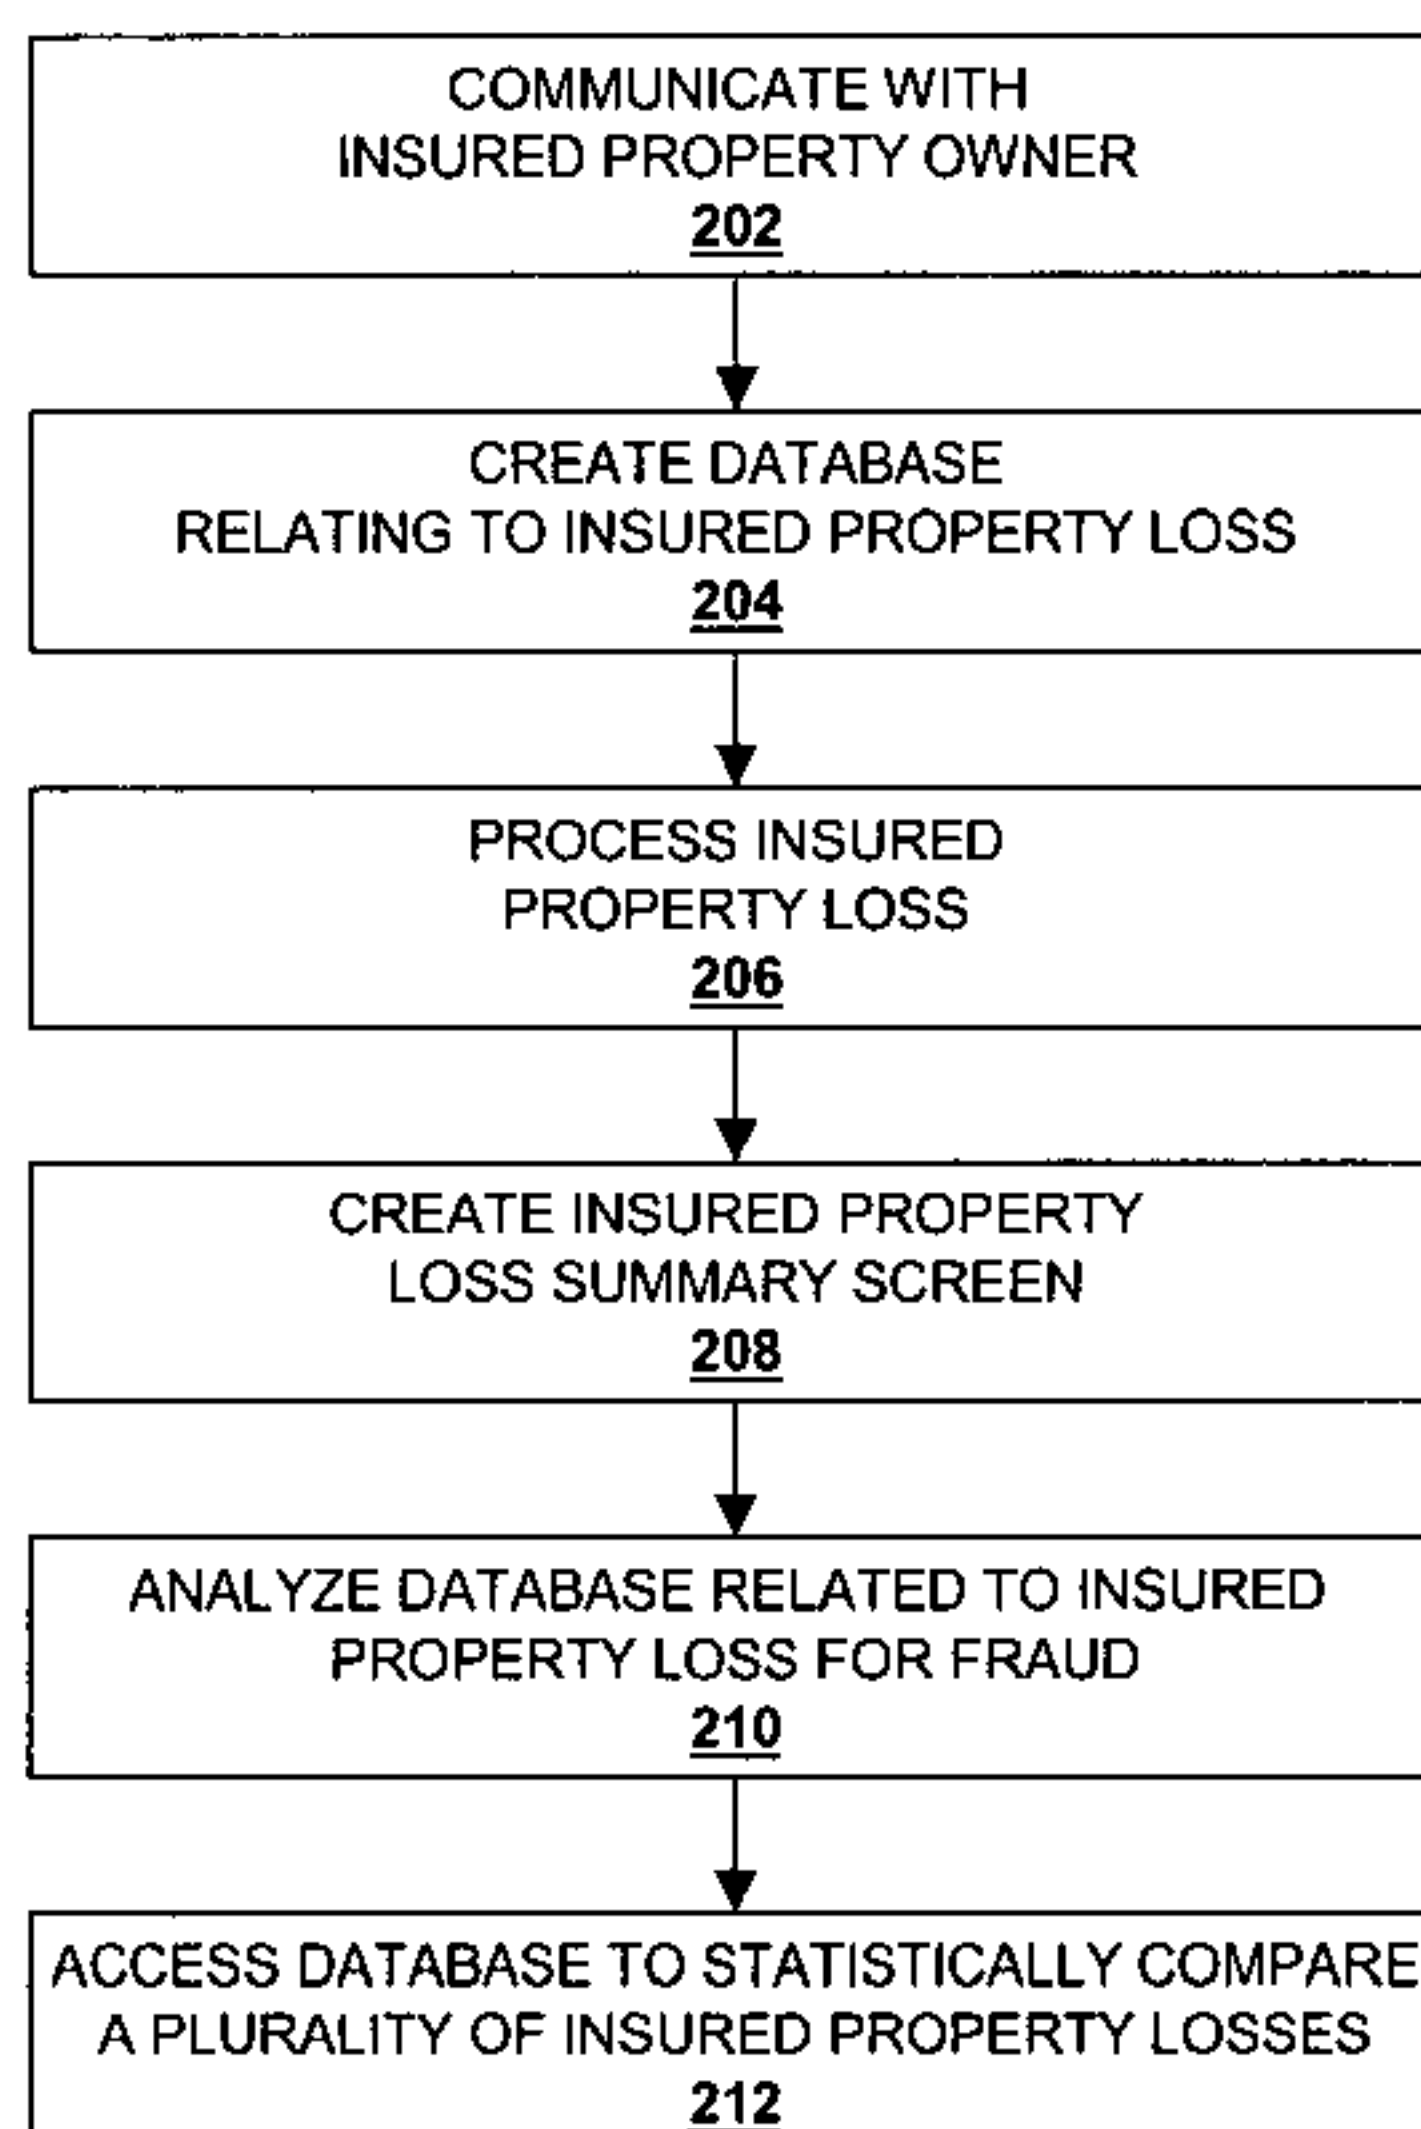 COMMUNICATE WITH
INSURED PROPERTY OWNER
202
CREATE DATABASE
RELATING TO INSURED PROPERTY LOSS
204
PROCESS INSURED
PROPERTY LOSS
206
CREATE INSURED PROPERTY
LOSS SUMMARY SCREEN
208
ANALYZE DATABASE RELATED TO INSURED
PROPERTY LOSS FOR FRAUD
210
ACCESS DATABASE TO STATISTICALLY COMPARE
A PLURALITY OF INSURED PROPERTY LOSSES
212